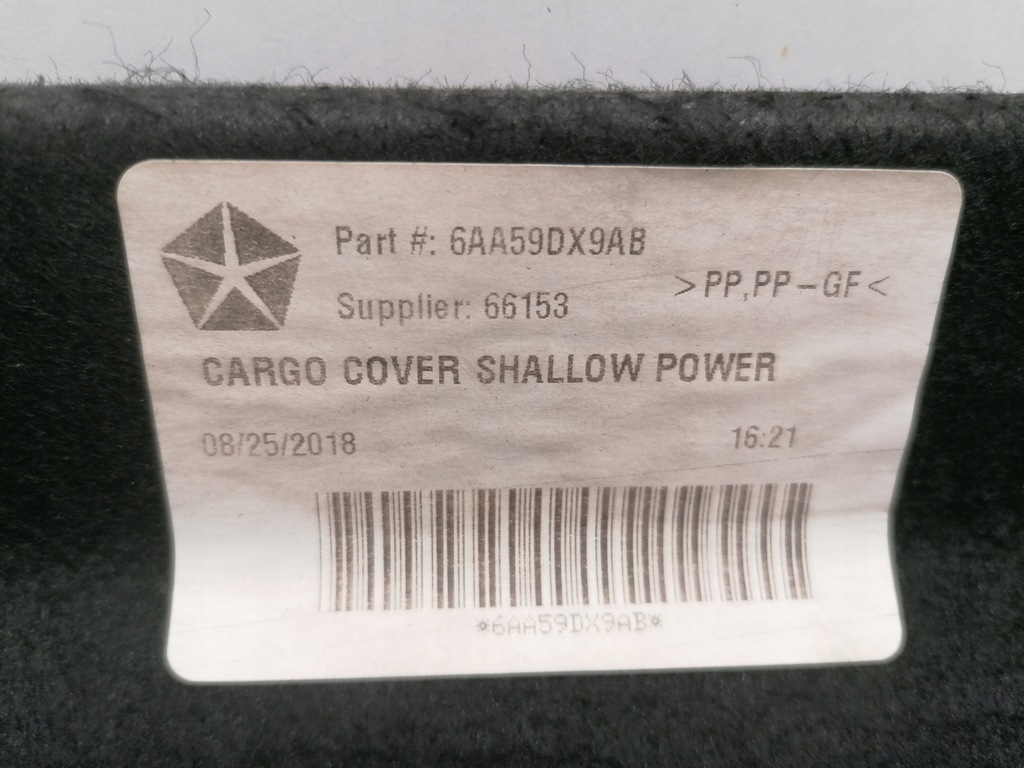 Part #: 6AA59DX9AB
>PP,PP-GF<
Supplier: 66153
CARGO COVER SHALLOW POWER
08/25/2018 16:21
*6AA59DX9AB*